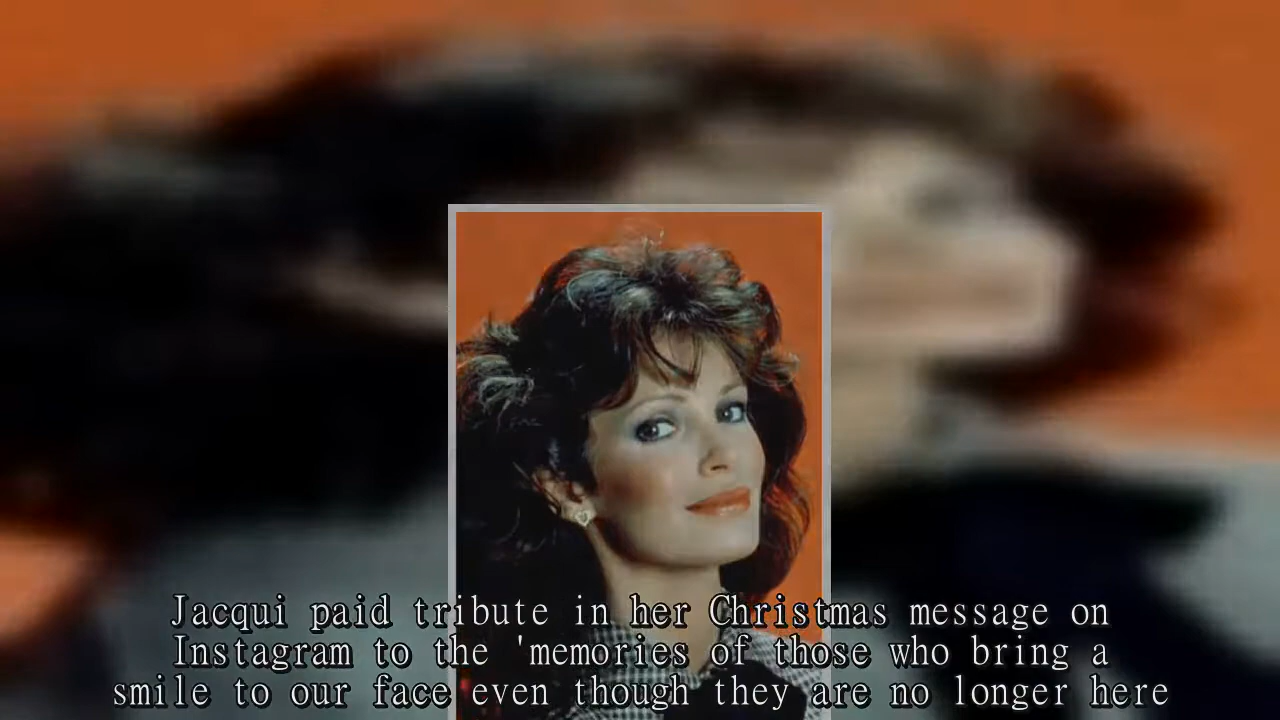 Jacqui paid tribute in her Christmas message on
Instagram to the 'memories of those who bring a
smile to our face even though they are no longer here